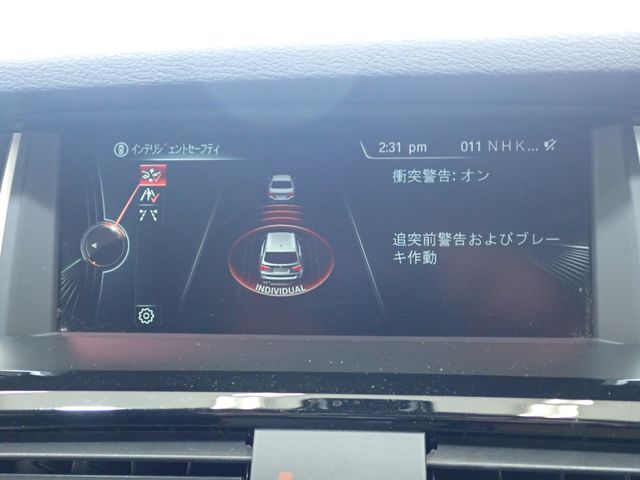 インテリジェントセーフティ
2:31 pm 011 NHK...
衝突警告: オン
追突前警告およびブレー
キ作動
INDIVIDUAL